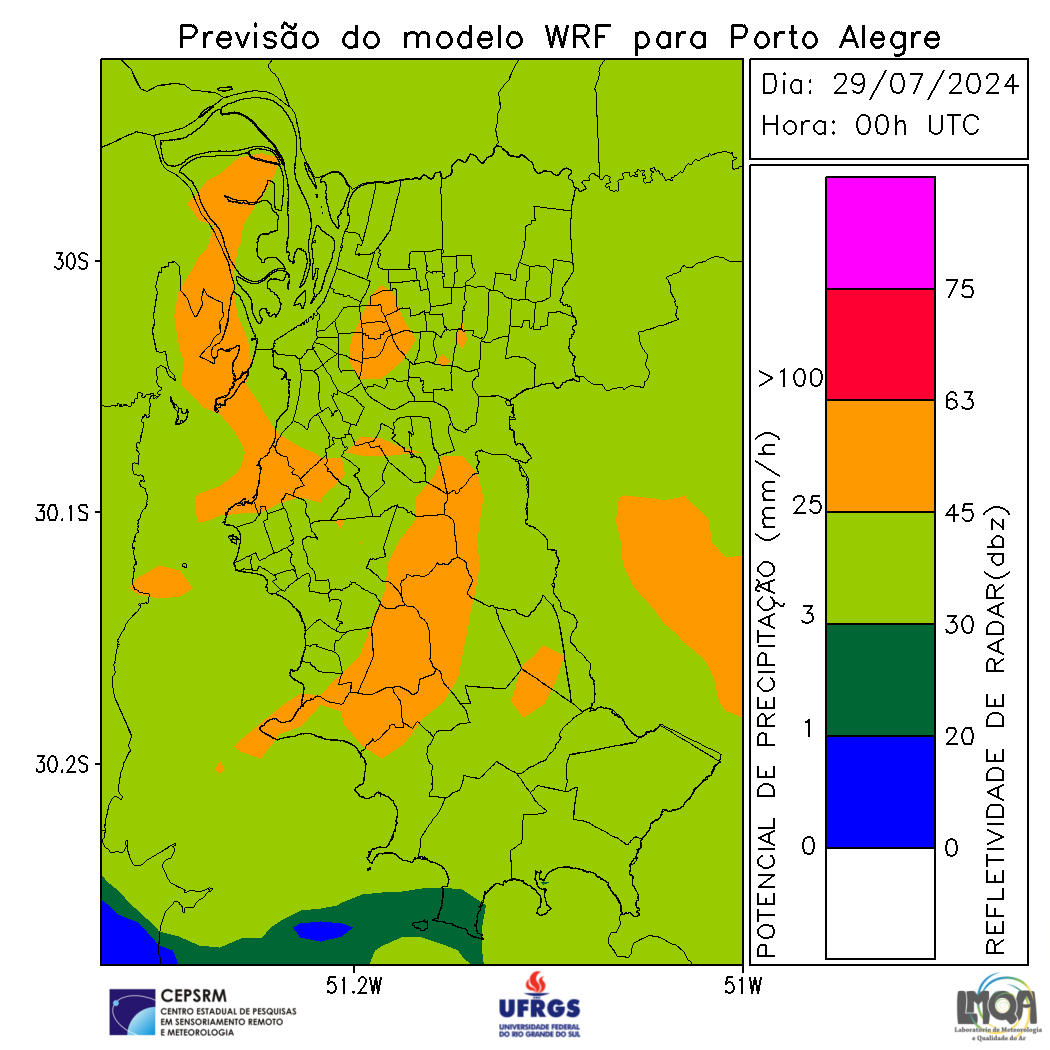 Previsão do modelo WRF para Porto Alegre
Dia: 29/07/2024
Hora: 00h UTC
30S
30.1S
30.2S
51.2W
51W
POTENCIAL DE PRECIPITAÇÃO (mm/h)
>100
25
3
1
0
75
63
45
30
20
0
REFLETIVIDADE DE RADAR(dbz)
CEPSRM
CENTRO ESTADUAL DE PESQUISAS
EM SENSORIAMENTO REMOTO
E METEOROLOGIA
UFRGS
UNIVERSIDADE FEDERAL
DO RIO GRANDE DO SUL
LMQA
Laboratório de Meteorologia
e Qualidade do Ar